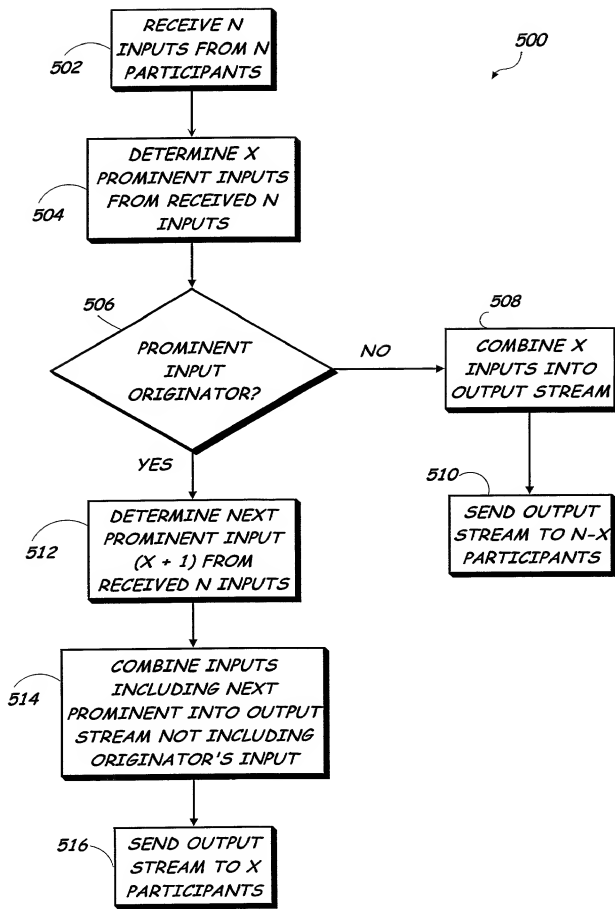 RECEIVE N
INPUTS FROM N
PARTICIPANTS
502
500
DETERMINE X
PROMINENT INPUTS
FROM RECEIVED N
INPUTS
504
506
PROMINENT
INPUT
ORIGINATOR?
NO
508
COMBINE X
INPUTS INTO
OUTPUT STREAM
YES
510
SEND OUTPUT
STREAM TO N-X
PARTICIPANTS
DETERMINE NEXT
PROMINENT INPUT
(X + 1) FROM
RECEIVED N INPUTS
512
COMBINE INPUTS
INCLUDING NEXT
PROMINENT INTO OUTPUT
STREAM NOT INCLUDING
ORIGINATOR'S INPUT
514
SEND OUTPUT
STREAM TO X
PARTICIPANTS
516